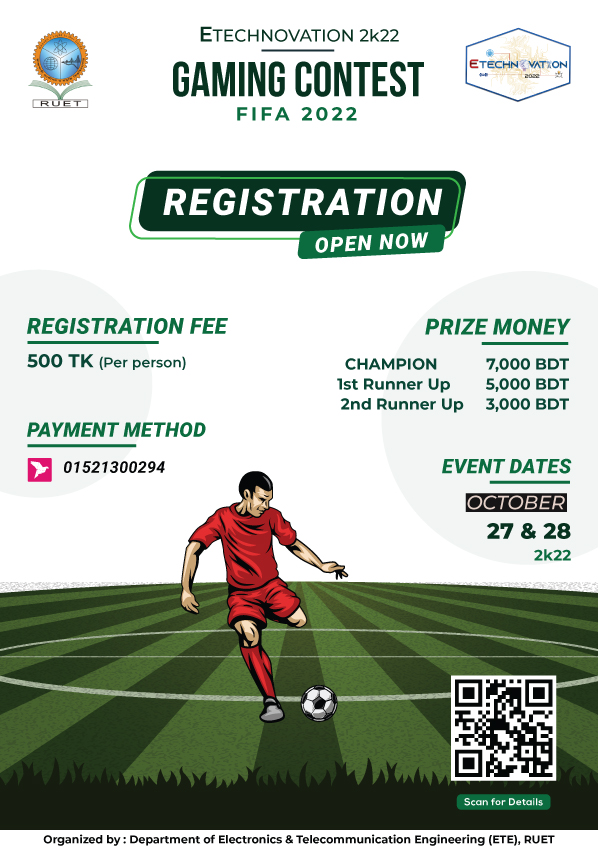 RUET
ETECHNOVATION 2k22
GAMING CONTEST
FIFA 2022
ETECHNOVATION
2022
REGISTRATION
OPEN NOW
REGISTRATION FEE
500 TK (Per person)
PAYMENT METHOD
01521300294
PRIZE MONEY
CHAMPION 7,000 BDT
1st Runner Up 5,000 BDT
2nd Runner Up 3,000 BDT
EVENT DATES
OCTOBER
27 & 28
2k22
Scan for Details
Organized by : Department of Electronics & Telecommunication Engineering (ETE), RUET